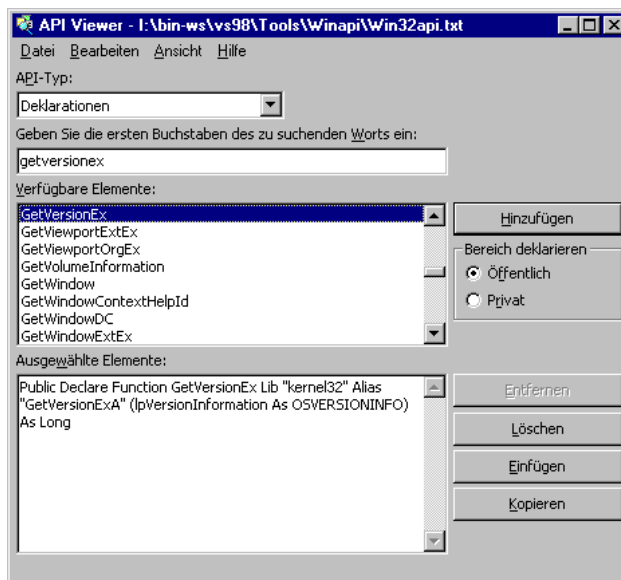 API Viewer - I:\bin-ws\vs98\Tools\Winapi\Win32api.txt
Datei Bearbeiten Ansicht Hilfe
API-Typ:
Deklarationen
Geben Sie die ersten Buchstaben des zu suchenden Worts ein:
getversionex
Verfügbare Elemente:
GetVersionEx
GetViewportExtEx
GetViewportOrgEx
GetVolumeInformation
GetWindow
GetWindowContextHelpId
GetWindowDC
GetWindowExtEx
Hinzufügen
Bereich deklarieren
Öffentlich
Privat
Ausgewählte Elemente:
Public Declare Function GetVersionEx Lib "kernel32" Alias
"GetVersionExA" (lpVersionInformation As OSVERSIONINFO)
As Long
Entfernen
Löschen
Einfügen
Kopieren